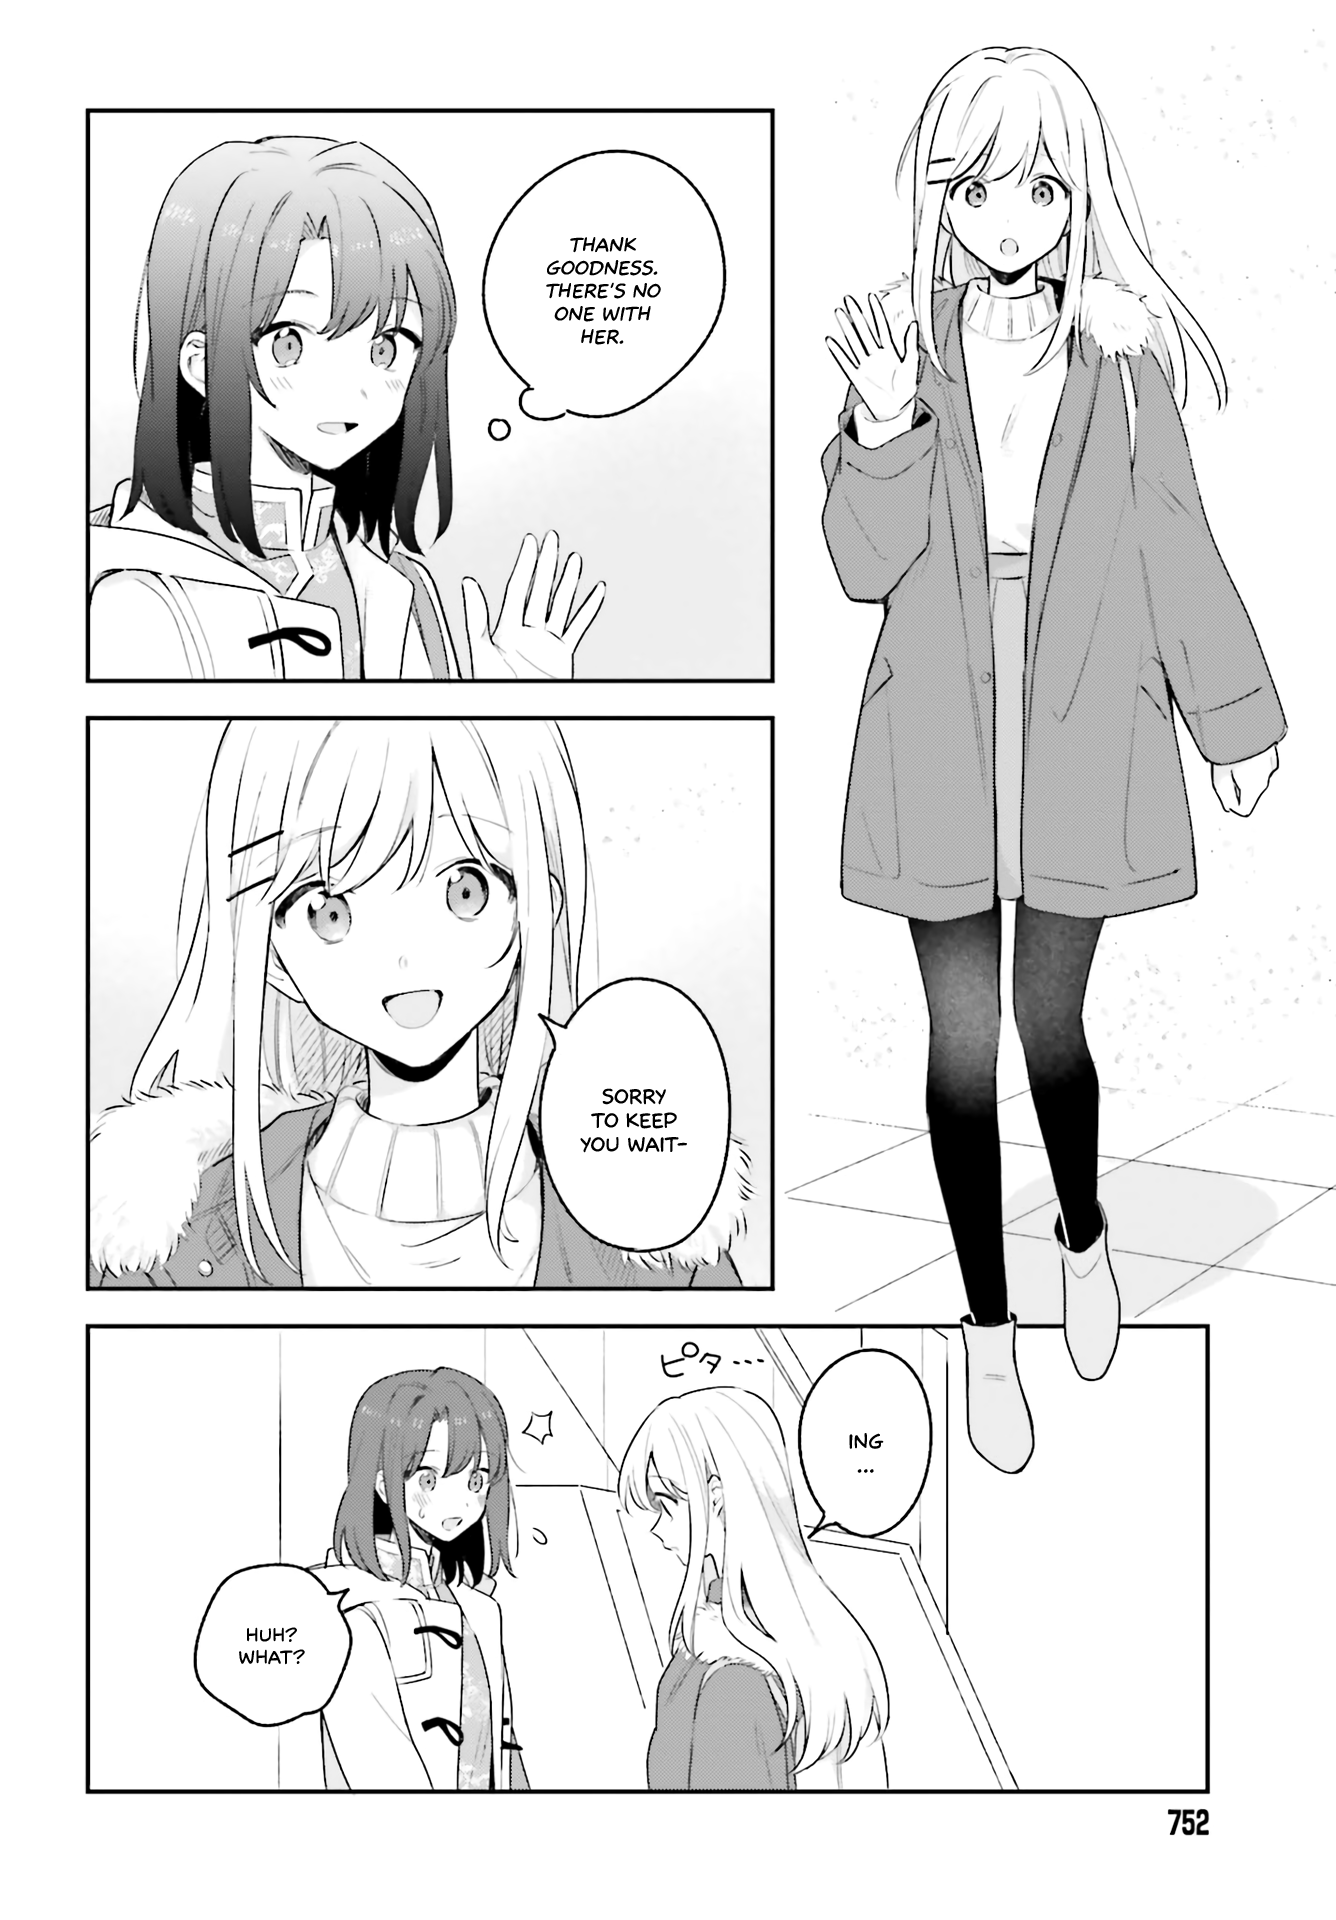 THANK
GOODNESS.
THERE'S NO
ONE WITH
HER.
SORRY
TO KEEP
YOU WAIT-
ピタ…
ING
...
HUH?
WHAT?
752